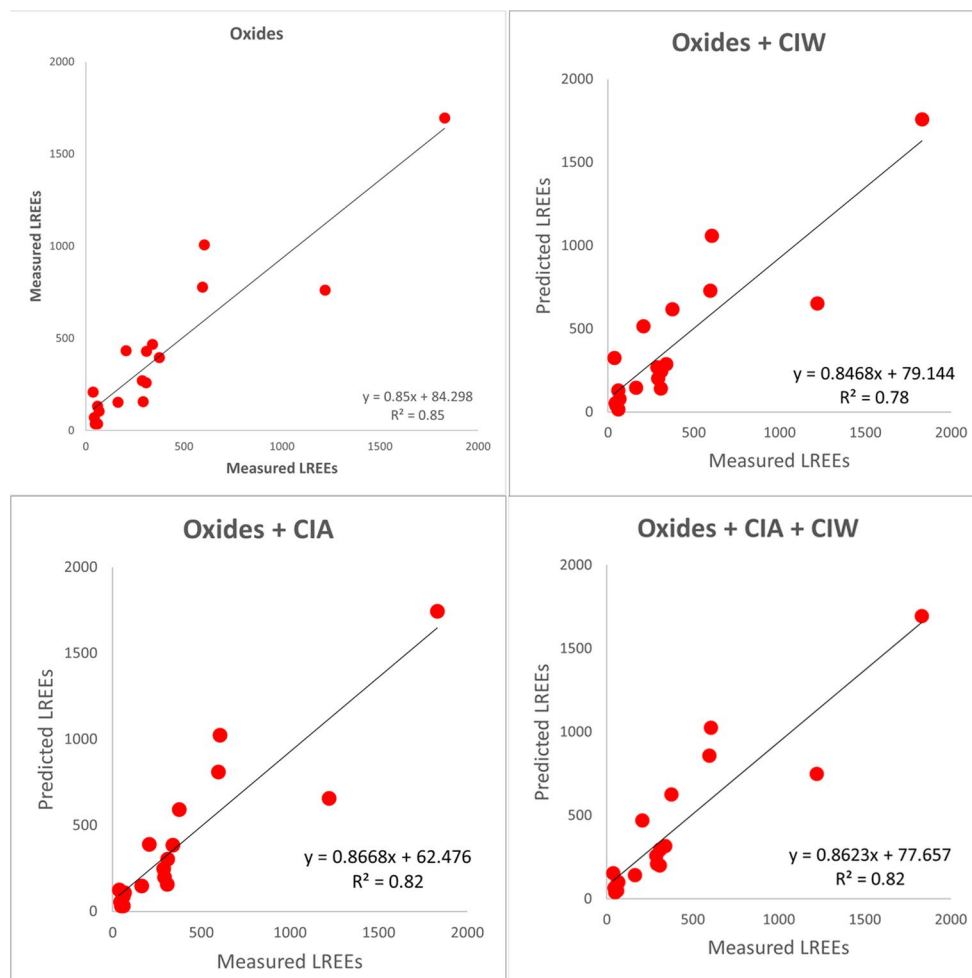 Oxides
2000
1500
1000
500
0
0 500 1000 1500 2000
Measured LREEs
Measured LREEs
y = 0.85x + 84.298
R² = 0.85
Oxides + CIW
2000
1500
1000
500
0
0 500 1000 1500 2000
Predicted LREEs
Measured LREEs
y = 0.8468x + 79.144
R² = 0.78
Oxides + CIA
2000
1500
1000
500
0
0 500 1000 1500 2000
Predicted LREEs
Measured LREEs
y = 0.8668x + 62.476
R² = 0.82
Oxides + CIA + CIW
2000
1500
1000
500
0
0 500 1000 1500 2000
Predicted LREEs
Measured LREEs
y = 0.8623x + 77.657
R² = 0.82